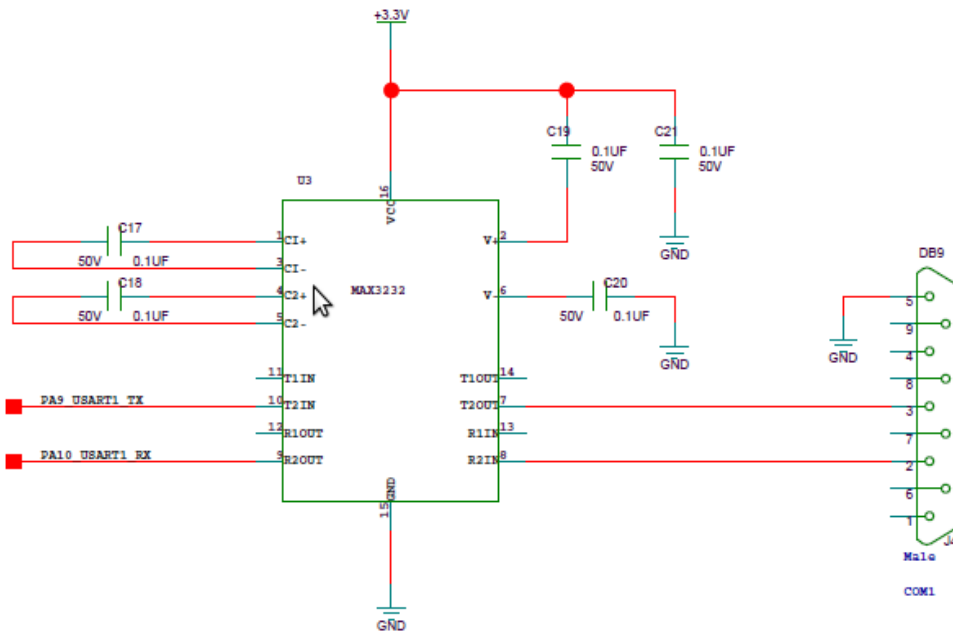 +3.3V
C19
0.1UF
50V
C21
0.1UF
50V
U3
16
VCC
GND
C17
50V
0.1UF
1
CI+
3
CI-
C18
50V
0.1UF
4
C2+
5
C2-
MAX3232
V+
2
V-
6
C20
50V
0.1UF
GND
DB9
GND
5
9
4
8
3
7
2
6
1
11
T1IN
T1OUT
14
PA9 USART1 TX
10
T2IN
T2OUT
7
12
R1OUT
R1IN
13
PA10 USART1 RX
9
R2OUT
R2IN
8
GND
15
GND
Male
COM1